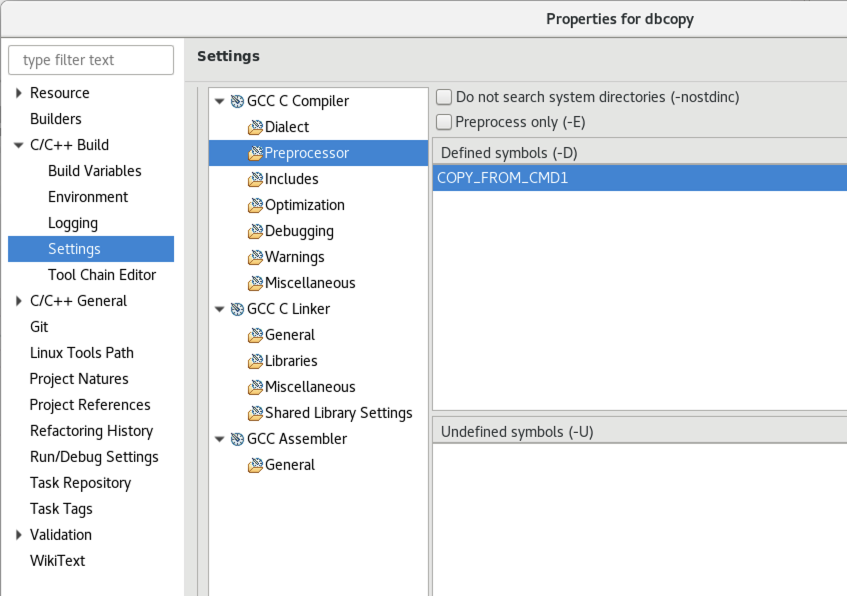 Properties for dbcopy
type filter text
Resource
Builders
C/C++ Build
Build Variables
Environment
Logging
Settings
Tool Chain Editor
C/C++ General
Git
Linux Tools Path
Project Natures
Project References
Refactoring History
Run/Debug Settings
Task Repository
Task Tags
Validation
WikiText
Settings
GCC C Compiler
Dialect
Preprocessor
Includes
Optimization
Debugging
Warnings
Miscellaneous
GCC C Linker
General
Libraries
Miscellaneous
Shared Library Settings
GCC Assembler
General
Do not search system directories (-nostdinc)
Preprocess only (-E)
Defined symbols (-D)
COPY_FROM_CMD1
Undefined symbols (-U)